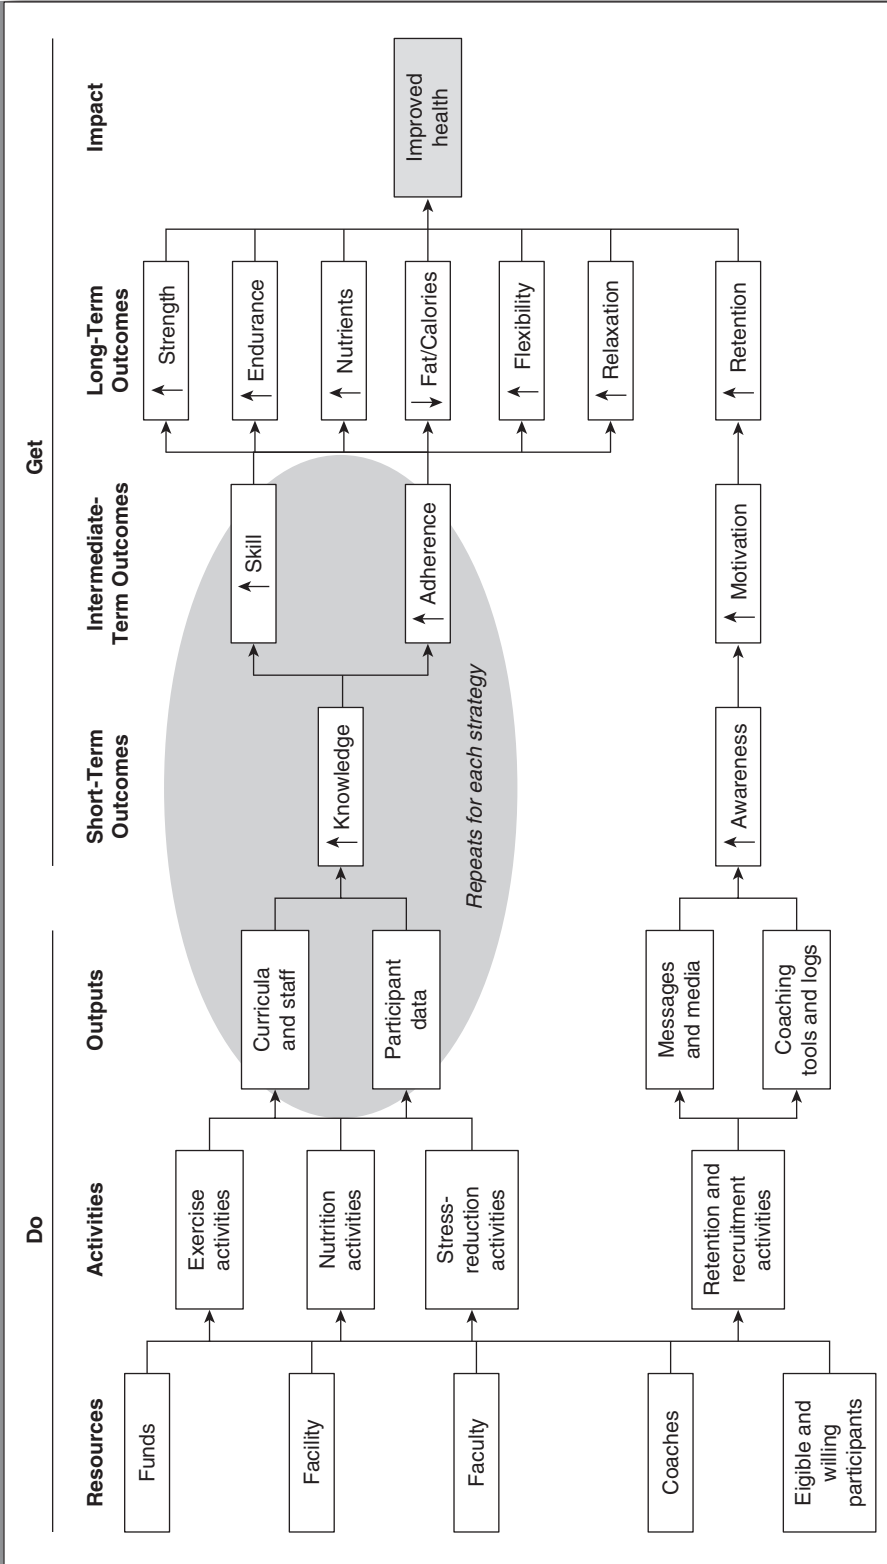 Do
Get
Resources
Activities
Outputs
Short-Term
Outcomes
Intermediate-
Term Outcomes
Long-Term
Outcomes
Impact
Funds
Facility
Faculty
Coaches
Eigible and
willing
participants
Exercise
activities
Nutrition
activities
Stress-
reduction
activities
Retention and
recruitment
activities
Curricula
and staff
Participant
data
Messages
and media
Coaching
tools and logs
↑ Knowledge
Repeats for each strategy
↑ Awareness
↑ Skill
↑ Adherence
↑ Motivation
↑ Strength
↑ Endurance
↑ Nutrients
↓ Fat/Calories
↑ Flexibility
↑ Relaxation
↑ Retention
Improved
health